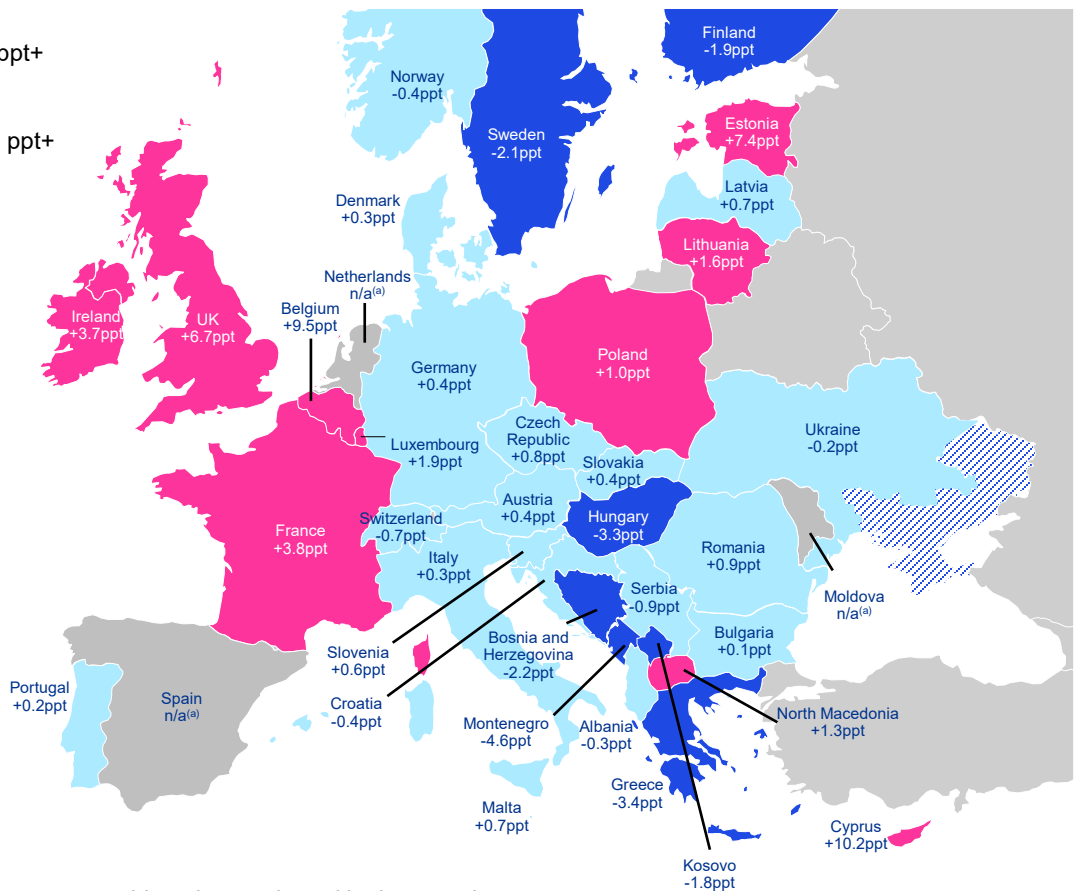 ppt+
ppt+
Finland
-1.9ppt
Norway
-0.4ppt
Sweden
-2.1ppt
Estonia
+7.4ppt
Latvia
+0.7ppt
Denmark
+0.3ppt
Lithuania
+1.6ppt
Netherlands
n/a(a)
Belgium
+9.5ppt
Ireland
+3.7ppt
UK
+6.7ppt
Germany
+0.4ppt
Poland
+1.0ppt
Luxembourg
+1.9ppt
Czech
Republic
+0.8ppt
Slovakia
+0.4ppt
Ukraine
-0.2ppt
Austria
+0.4ppt
France
+3.8ppt
Switzerland
-0.7ppt
Hungary
-3.3ppt
Italy
+0.3ppt
Romania
+0.9ppt
Serbia
-0.9ppt
Moldova
n/a(a)
Slovenia
+0.6ppt
Bosnia and
Herzegovina
-2.2ppt
Bulgaria
+0.1ppt
Portugal
+0.2ppt
Spain
n/a(a)
Croatia
-0.4ppt
Montenegro
-4.6ppt
Albania
-0.3ppt
North Macedonia
+1.3ppt
Greece
-3.4ppt
Malta
+0.7ppt
Cyprus
+10.2ppt
Kosovo
-1.8ppt